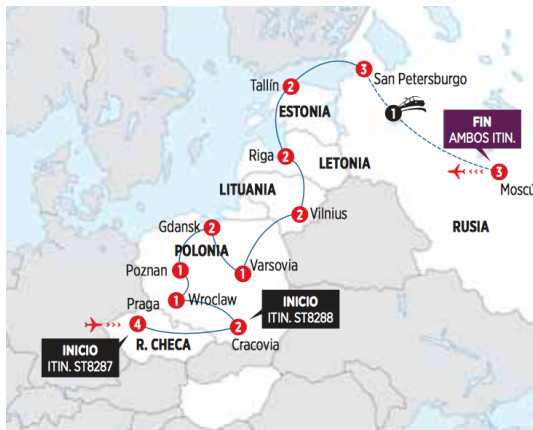 3
San Petersburgo
Tallín
2
ESTONIA
1
FIN
AMBOS ITIN.
Riga
2
LETONIA
3
Moscú
LITUANIA
2
Vilnius
RUSIA
Gdansk
2
POLONIA
Poznan
1
1
Varsovia
Praga
1
Wroclaw
INICIO
ITIN. ST8288
4
2
Cracovia
R. CHECA
INICIO
ITIN. ST8287